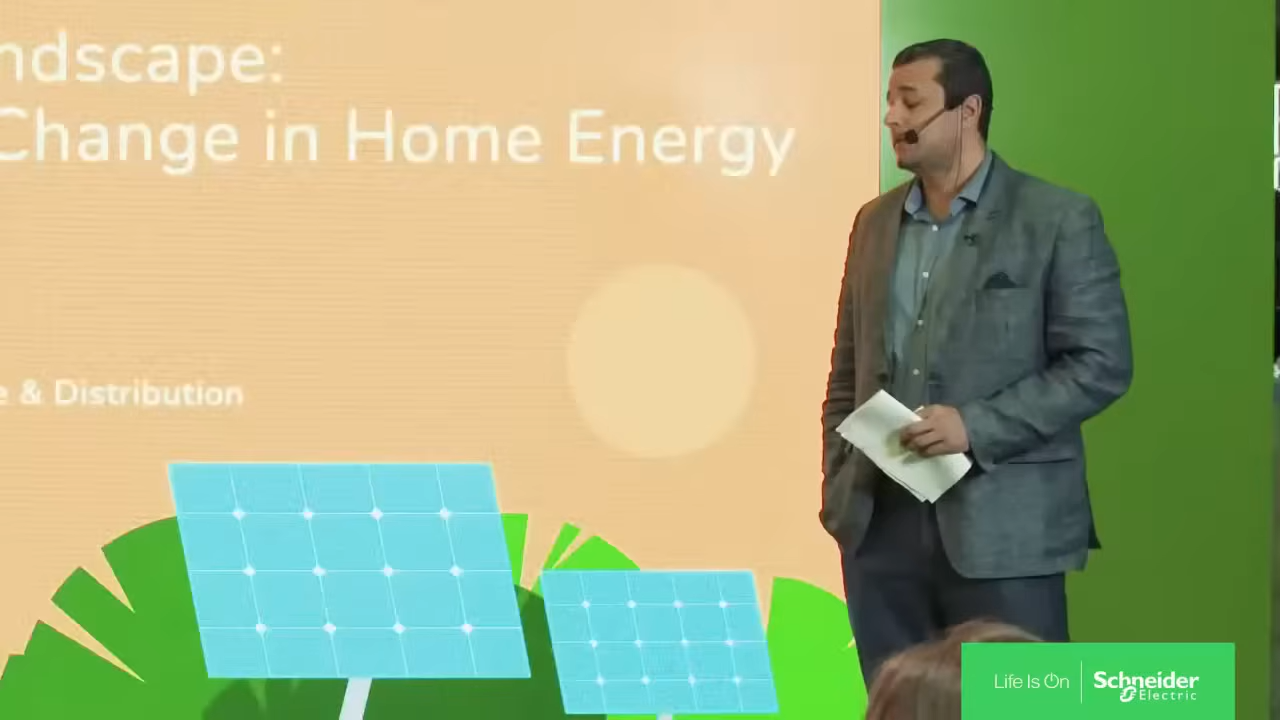 ndscape:
Change in Home Energy
e & Distribution
Life Is On
Schneider
Electric